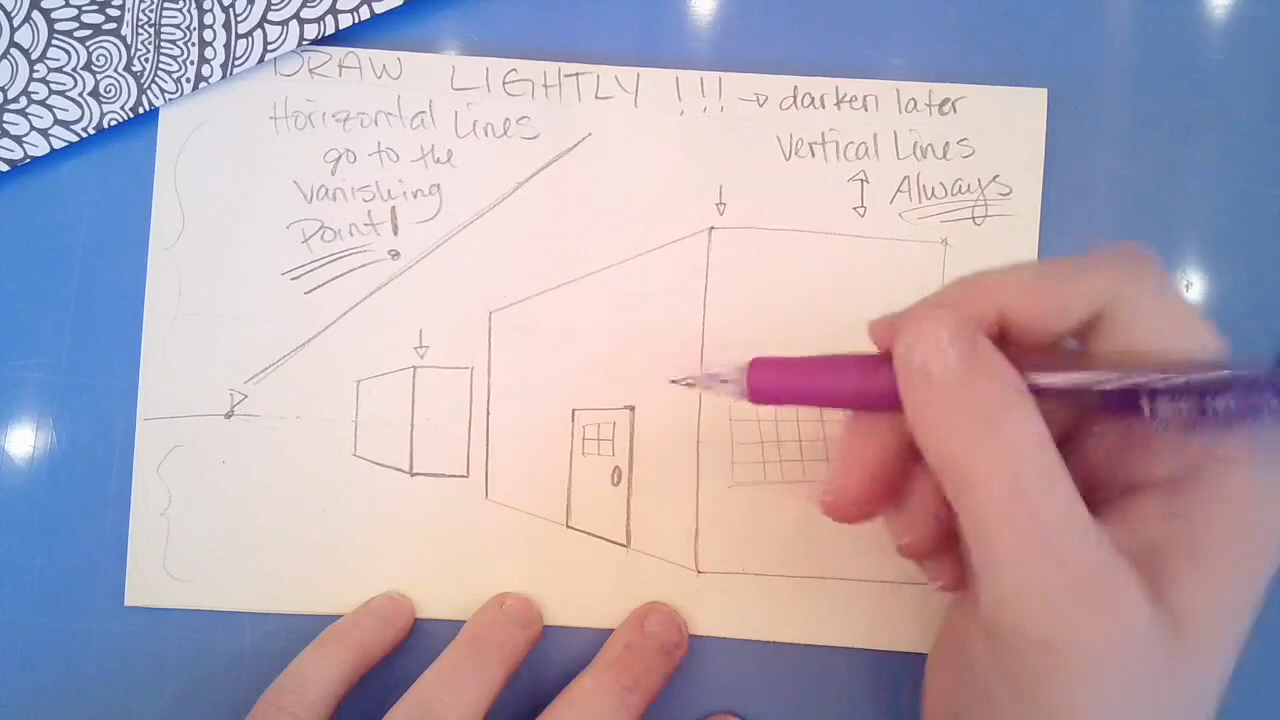 DRAW LIGHTLY !!! → darken later
Horizontal Lines
go to the
vanishing
Point!
Vertical Lines
Always